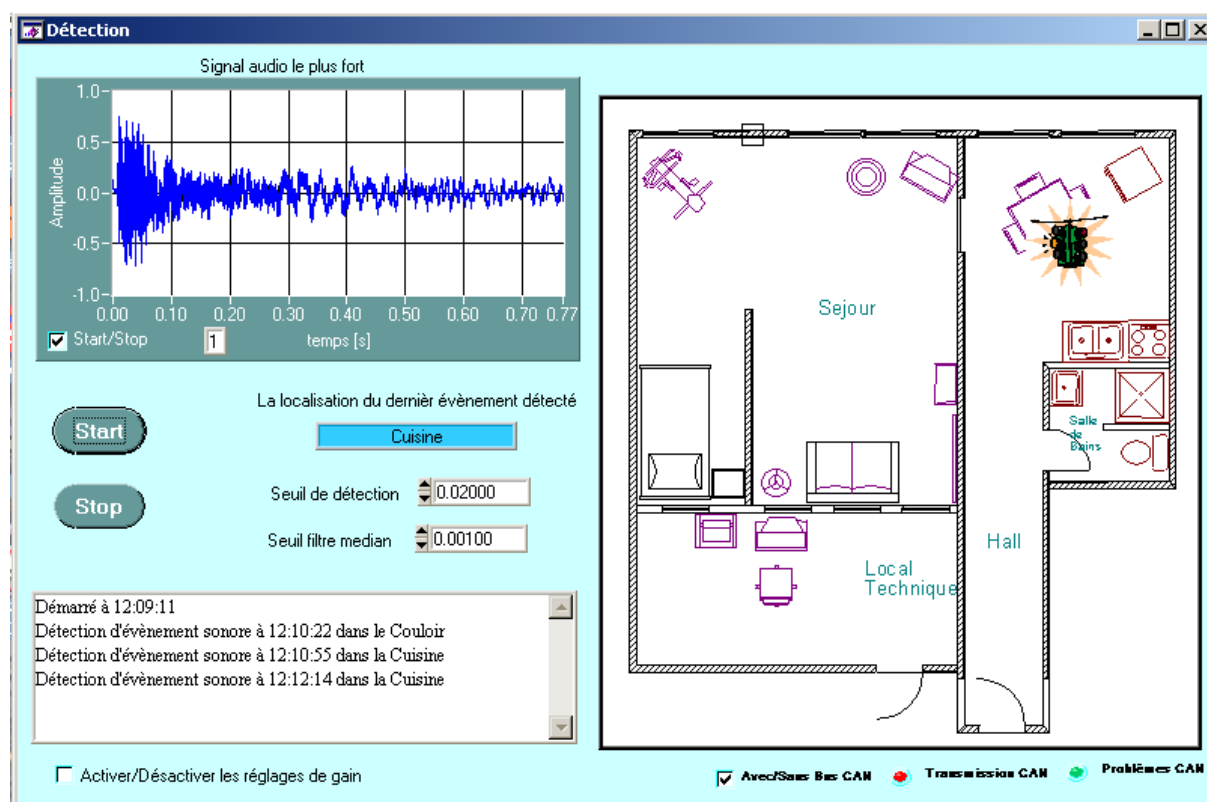 Détection
Signal audio le plus fort
1.0
0.5
0.0
-0.5
-1.0
Amplitude
0.00 0.10 0.20 0.30 0.40 0.50 0.60 0.70 0.77
Start/Stop 1 temps [s]
La localisation du dernièr évènement détecté
Start
Cuisine
Stop
Seuil de détection 0.02000
Seuil filtre median 0.00100
Démarré à 12:09:11
Détection d'évènement sonore à 12:10:22 dans le Couloir
Détection d'évènement sonore à 12:10:55 dans la Cuisine
Détection d'évènement sonore à 12:12:14 dans la Cuisine
Activer/Désactiver les réglages de gain
Sejour
Salle
de
Bains
Hall
Local
Technique
Avec/Sans Bus CAN Transmission CAN Problèmes CAN